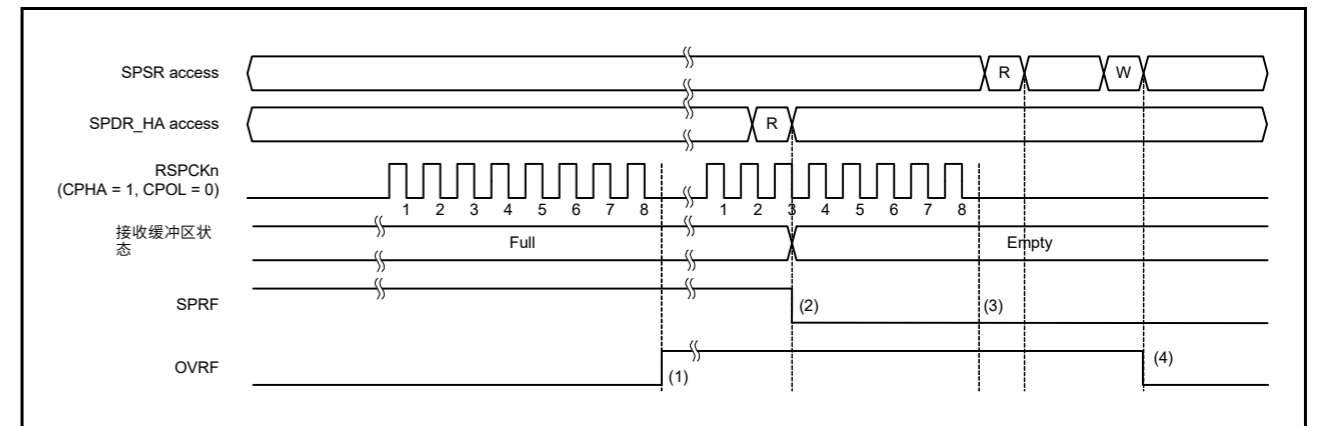 SPSR access
R
W
SPDR_HA access
R
RSPCKn
(CPHA = 1, CPOL = 0)
1 2 3 4 5 6 7 8 1 2 3 4 5 6 7 8
接收缓冲区状
态
Full
Empty
SPRF
(2)
(3)
OVRF
(1)
(4)